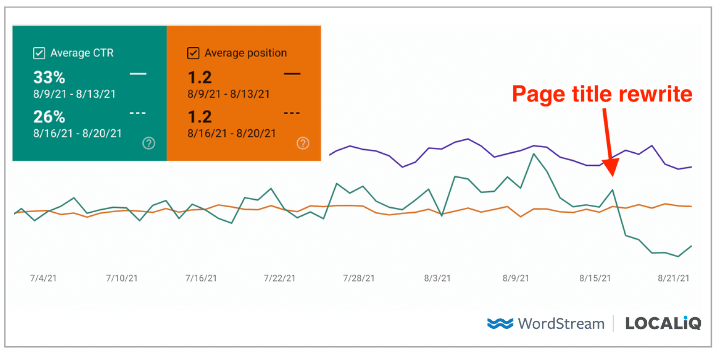 Average CTR
33%
8/9/21 - 8/13/21
26%
8/16/21 - 8/20/21
Average position
1.2
8/9/21 - 8/13/21
1.2
8/16/21 - 8/20/21
Page title rewrite
7/4/21 7/10/21 7/16/21 7/22/21 7/28/21 8/3/21 8/9/21 8/15/21 8/21/21
WordStream LOCALiQ